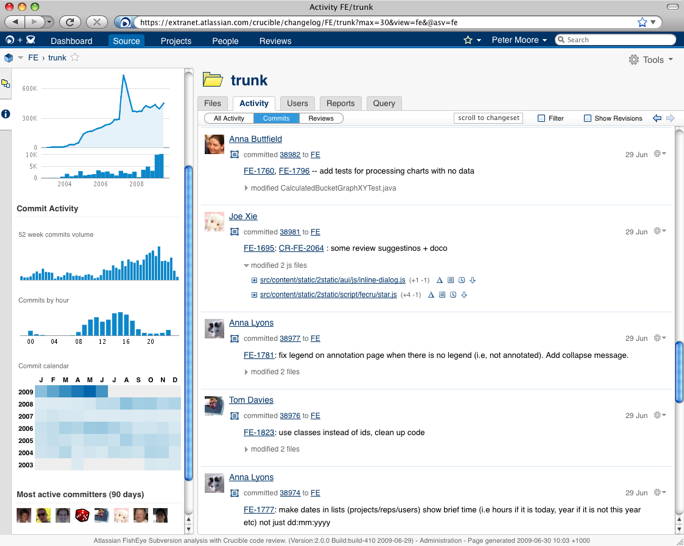 Activity FE/trunk
https://extranet.atlassian.com/crucible/changelog/FE/trunk?max=30&view=fe&@asv=fe
Dashboard Source Projects People Reviews Peter Moore Search
FE › trunk Tools
600K
300K
0
10K
5K
0
2004 2006 2008
Commit Activity
52 week commits volume
Commits by hour
00 04 08 12 16 20
Commit calendar
J F M A M J J A S O N D
2009
2008
2007
2006
2005
2004
2003
Most active committers (90 days)
trunk
Files Activity Users Reports Query
All Activity Commits Reviews scroll to changeset Filter Show Revisions
Anna Buttfield
committed 38982 to FE 29 Jun
FE-1760, FE-1796 -- add tests for processing charts with no data
modified CalculatedBucketGraphXYTest.java
Joe Xie
committed 38981 to FE 29 Jun
FE-1695: CR-FE-2064 : some review suggestinos + doco
modified 2 js files
src/content/static/2static/aui/js/inline-dialog.js (+1 -1)
src/content/static/2static/script/fecru/star.js (+4 -1)
Anna Lyons
committed 38977 to FE 29 Jun
FE-1781: fix legend on annotation page when there is no legend (i.e, not annotated). Add collapse message.
modified 2 files
Tom Davies
committed 38976 to FE 29 Jun
FE-1823: use classes instead of ids, clean up code
modified 2 files
Anna Lyons
committed 38974 to FE 29 Jun
FE-1777: make dates in lists (projects/reps/users) show brief time (i.e hours if it is today, year if it is not this year
etc) not just dd:mm:yyyy
Atlassian FishEye Subversion analysis with Crucible code review. (Version:2.0.0 Build:build-410 2009-06-29) - Administration - Page generated 2009-06-30 10:03 +1000